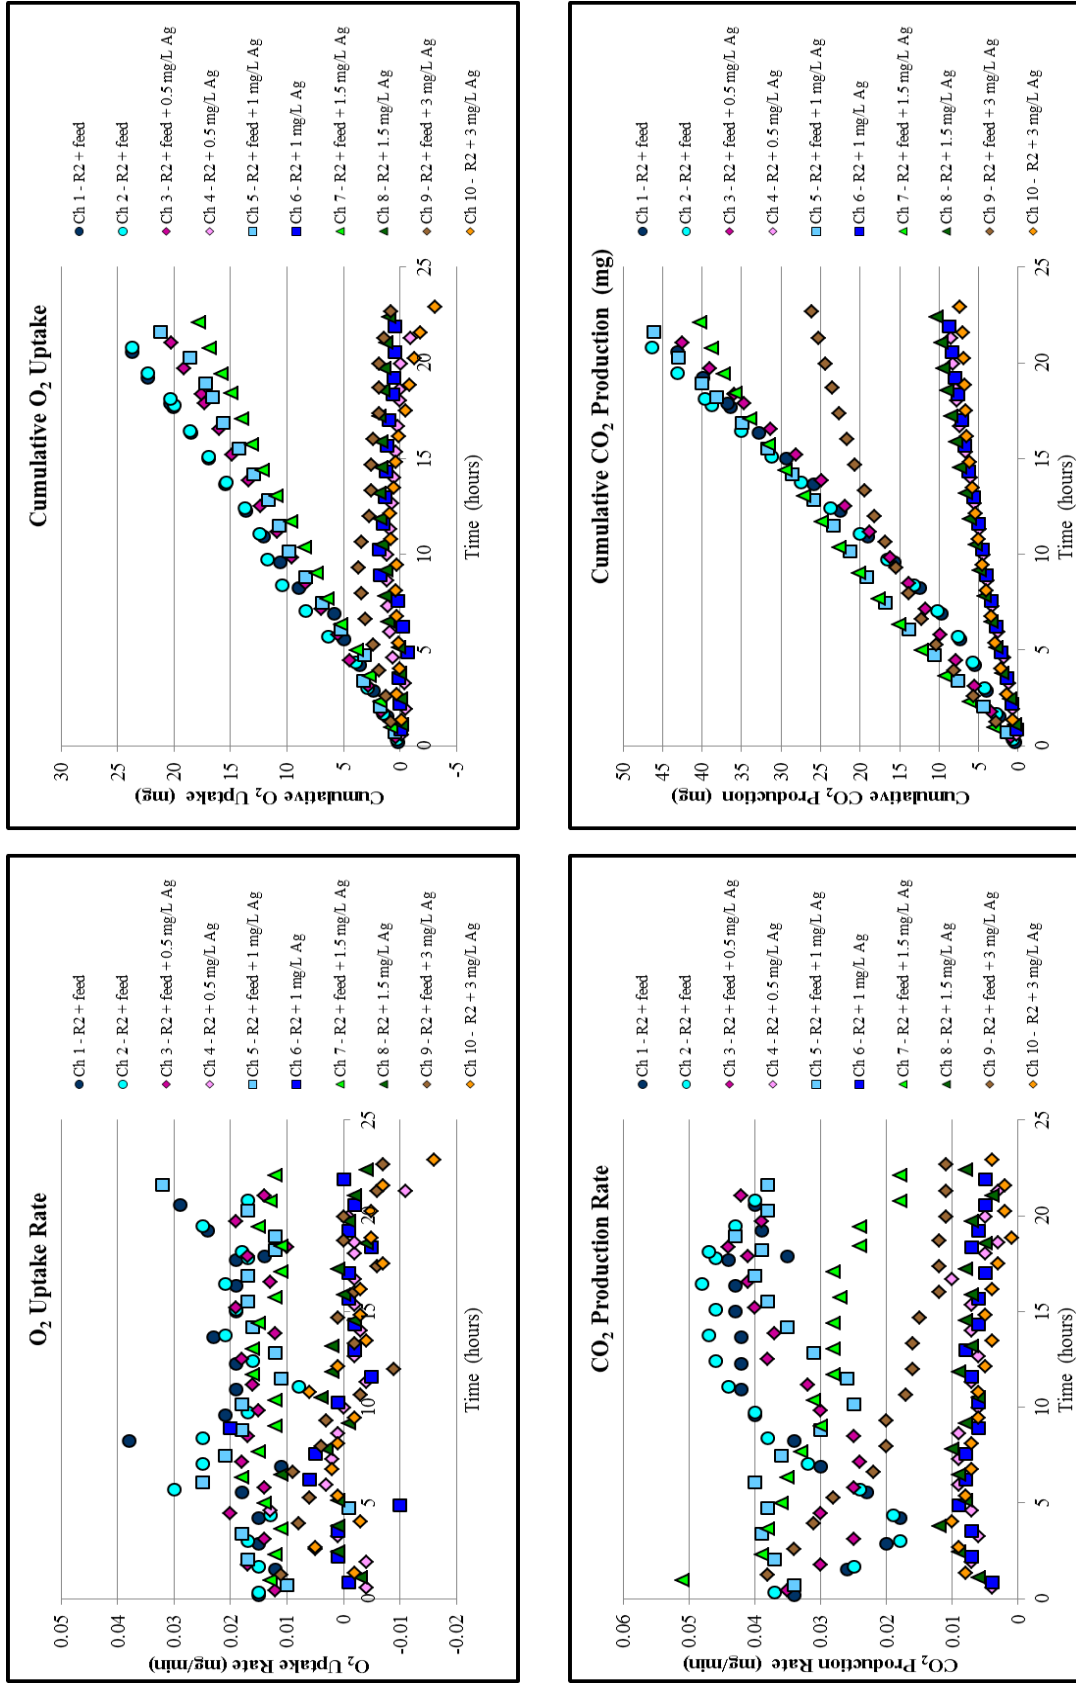 O₂ Uptake Rate
O₂ Uptake Rate (mg/min)
0.05
0.04
0.03
0.02
0.01
0
-0.01
-0.02
0
5
10
15
20
25
Time (hours)
Ch 1 - R2 + feed
Ch 2 - R2 + feed
Ch 3 - R2 + feed + 0.5 mg/L Ag
Ch 4 - R2 + 0.5 mg/L Ag
Ch 5 - R2 + feed + 1 mg/L Ag
Ch 6 - R2 + 1 mg/L Ag
Ch 7 - R2 + feed + 1.5 mg/L Ag
Ch 8 - R2 + 1.5 mg/L Ag
Ch 9 - R2 + feed + 3 mg/L Ag
Ch 10 - R2 + 3 mg/L Ag
Cumulative O₂ Uptake
Cumulative O₂ Uptake (mg)
30
25
20
15
10
5
0
-5
0
5
10
15
20
25
Time (hours)
Ch 1 - R2 + feed
Ch 2 - R2 + feed
Ch 3 - R2 + feed + 0.5 mg/L Ag
Ch 4 - R2 + 0.5 mg/L Ag
Ch 5 - R2 + feed + 1 mg/L Ag
Ch 6 - R2 + 1 mg/L Ag
Ch 7 - R2 + feed + 1.5 mg/L Ag
Ch 8 - R2 + 1.5 mg/L Ag
Ch 9 - R2 + feed + 3 mg/L Ag
Ch 10 - R2 + 3 mg/L Ag
CO₂ Production Rate
CO₂ Production Rate (mg/min)
0.06
0.05
0.04
0.03
0.02
0.01
0
0
5
10
15
20
25
Time (hours)
Ch 1 - R2 + feed
Ch 2 - R2 + feed
Ch 3 - R2 + feed + 0.5 mg/L Ag
Ch 4 - R2 + 0.5 mg/L Ag
Ch 5 - R2 + feed + 1 mg/L Ag
Ch 6 - R2 + 1 mg/L Ag
Ch 7 - R2 + feed + 1.5 mg/L Ag
Ch 8 - R2 + 1.5 mg/L Ag
Ch 9 - R2 + feed + 3 mg/L Ag
Ch 10 - R2 + 3 mg/L Ag
Cumulative CO₂ Production (mg)
Cumulative CO₂ Production (mg)
50
45
40
35
30
25
20
15
10
5
0
0
5
10
15
20
25
Time (hours)
Ch 1 - R2 + feed
Ch 2 - R2 + feed
Ch 3 - R2 + feed + 0.5 mg/L Ag
Ch 4 - R2 + 0.5 mg/L Ag
Ch 5 - R2 + feed + 1 mg/L Ag
Ch 6 - R2 + 1 mg/L Ag
Ch 7 - R2 + feed + 1.5 mg/L Ag
Ch 8 - R2 + 1.5 mg/L Ag
Ch 9 - R2 + feed + 3 mg/L Ag
Ch 10 - R2 + 3 mg/L Ag